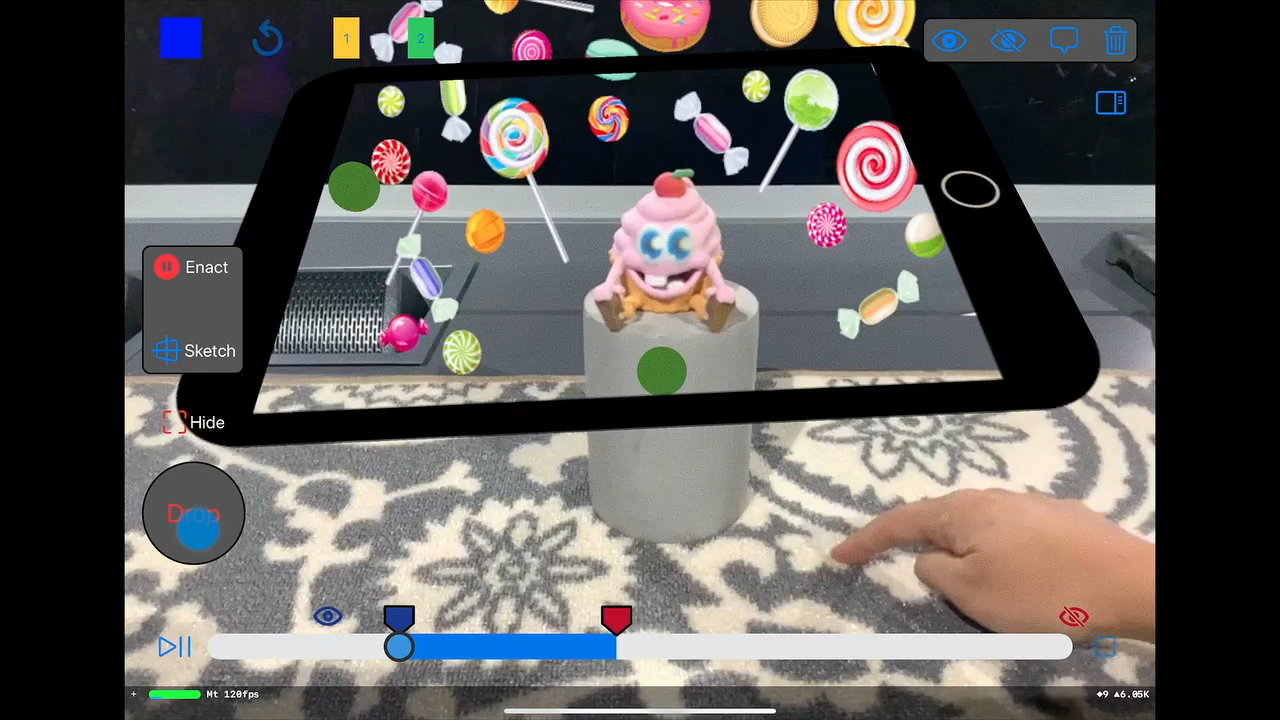 1
2
Enact
Sketch
Hide
Drop
+ Mt 120fps
◆9 ▲6.05K